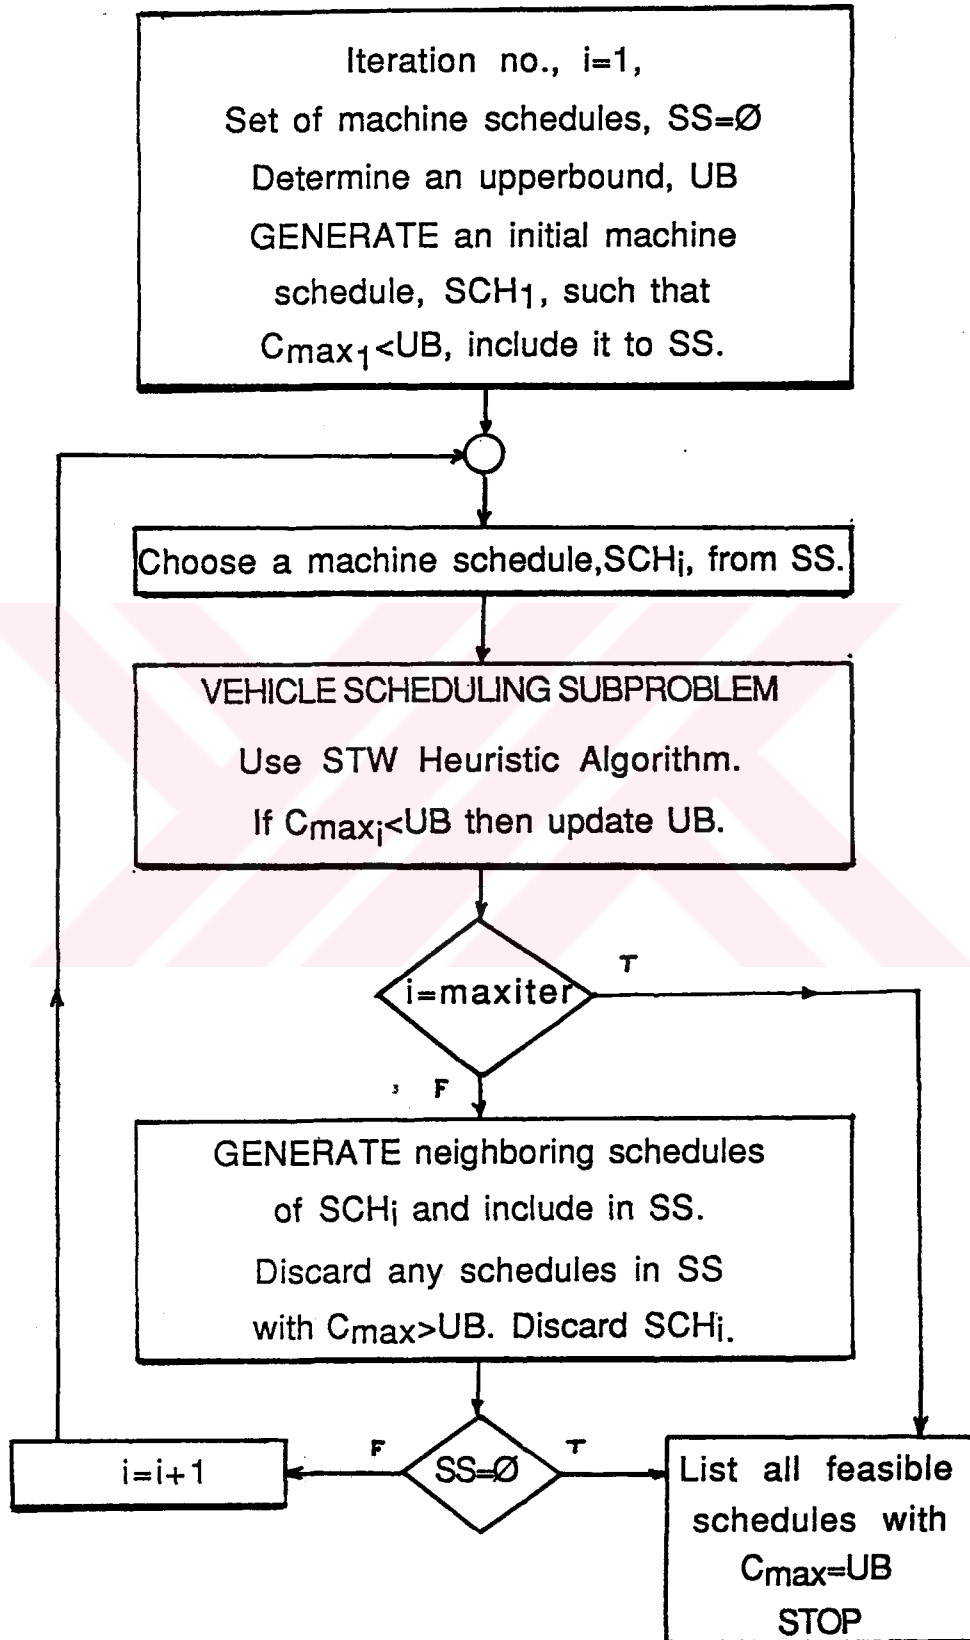 Iteration no., i=1,
Set of machine schedules, SS=Ø
Determine an upperbound, UB
GENERATE an initial machine
schedule, SCH1, such that
Cmax1<UB, include it to SS.
Choose a machine schedule,SCHi, from SS.
VEHICLE SCHEDULING SUBPROBLEM
Use STW Heuristic Algorithm.
If Cmaxi<UB then update UB.
i=maxiter
T
F
GENERATE neighboring schedules
of SCHi and include in SS.
Discard any schedules in SS
with Cmax>UB. Discard SCHi.
SS=Ø
F
T
i=i+1
List all feasible
schedules with
Cmax=UB
STOP